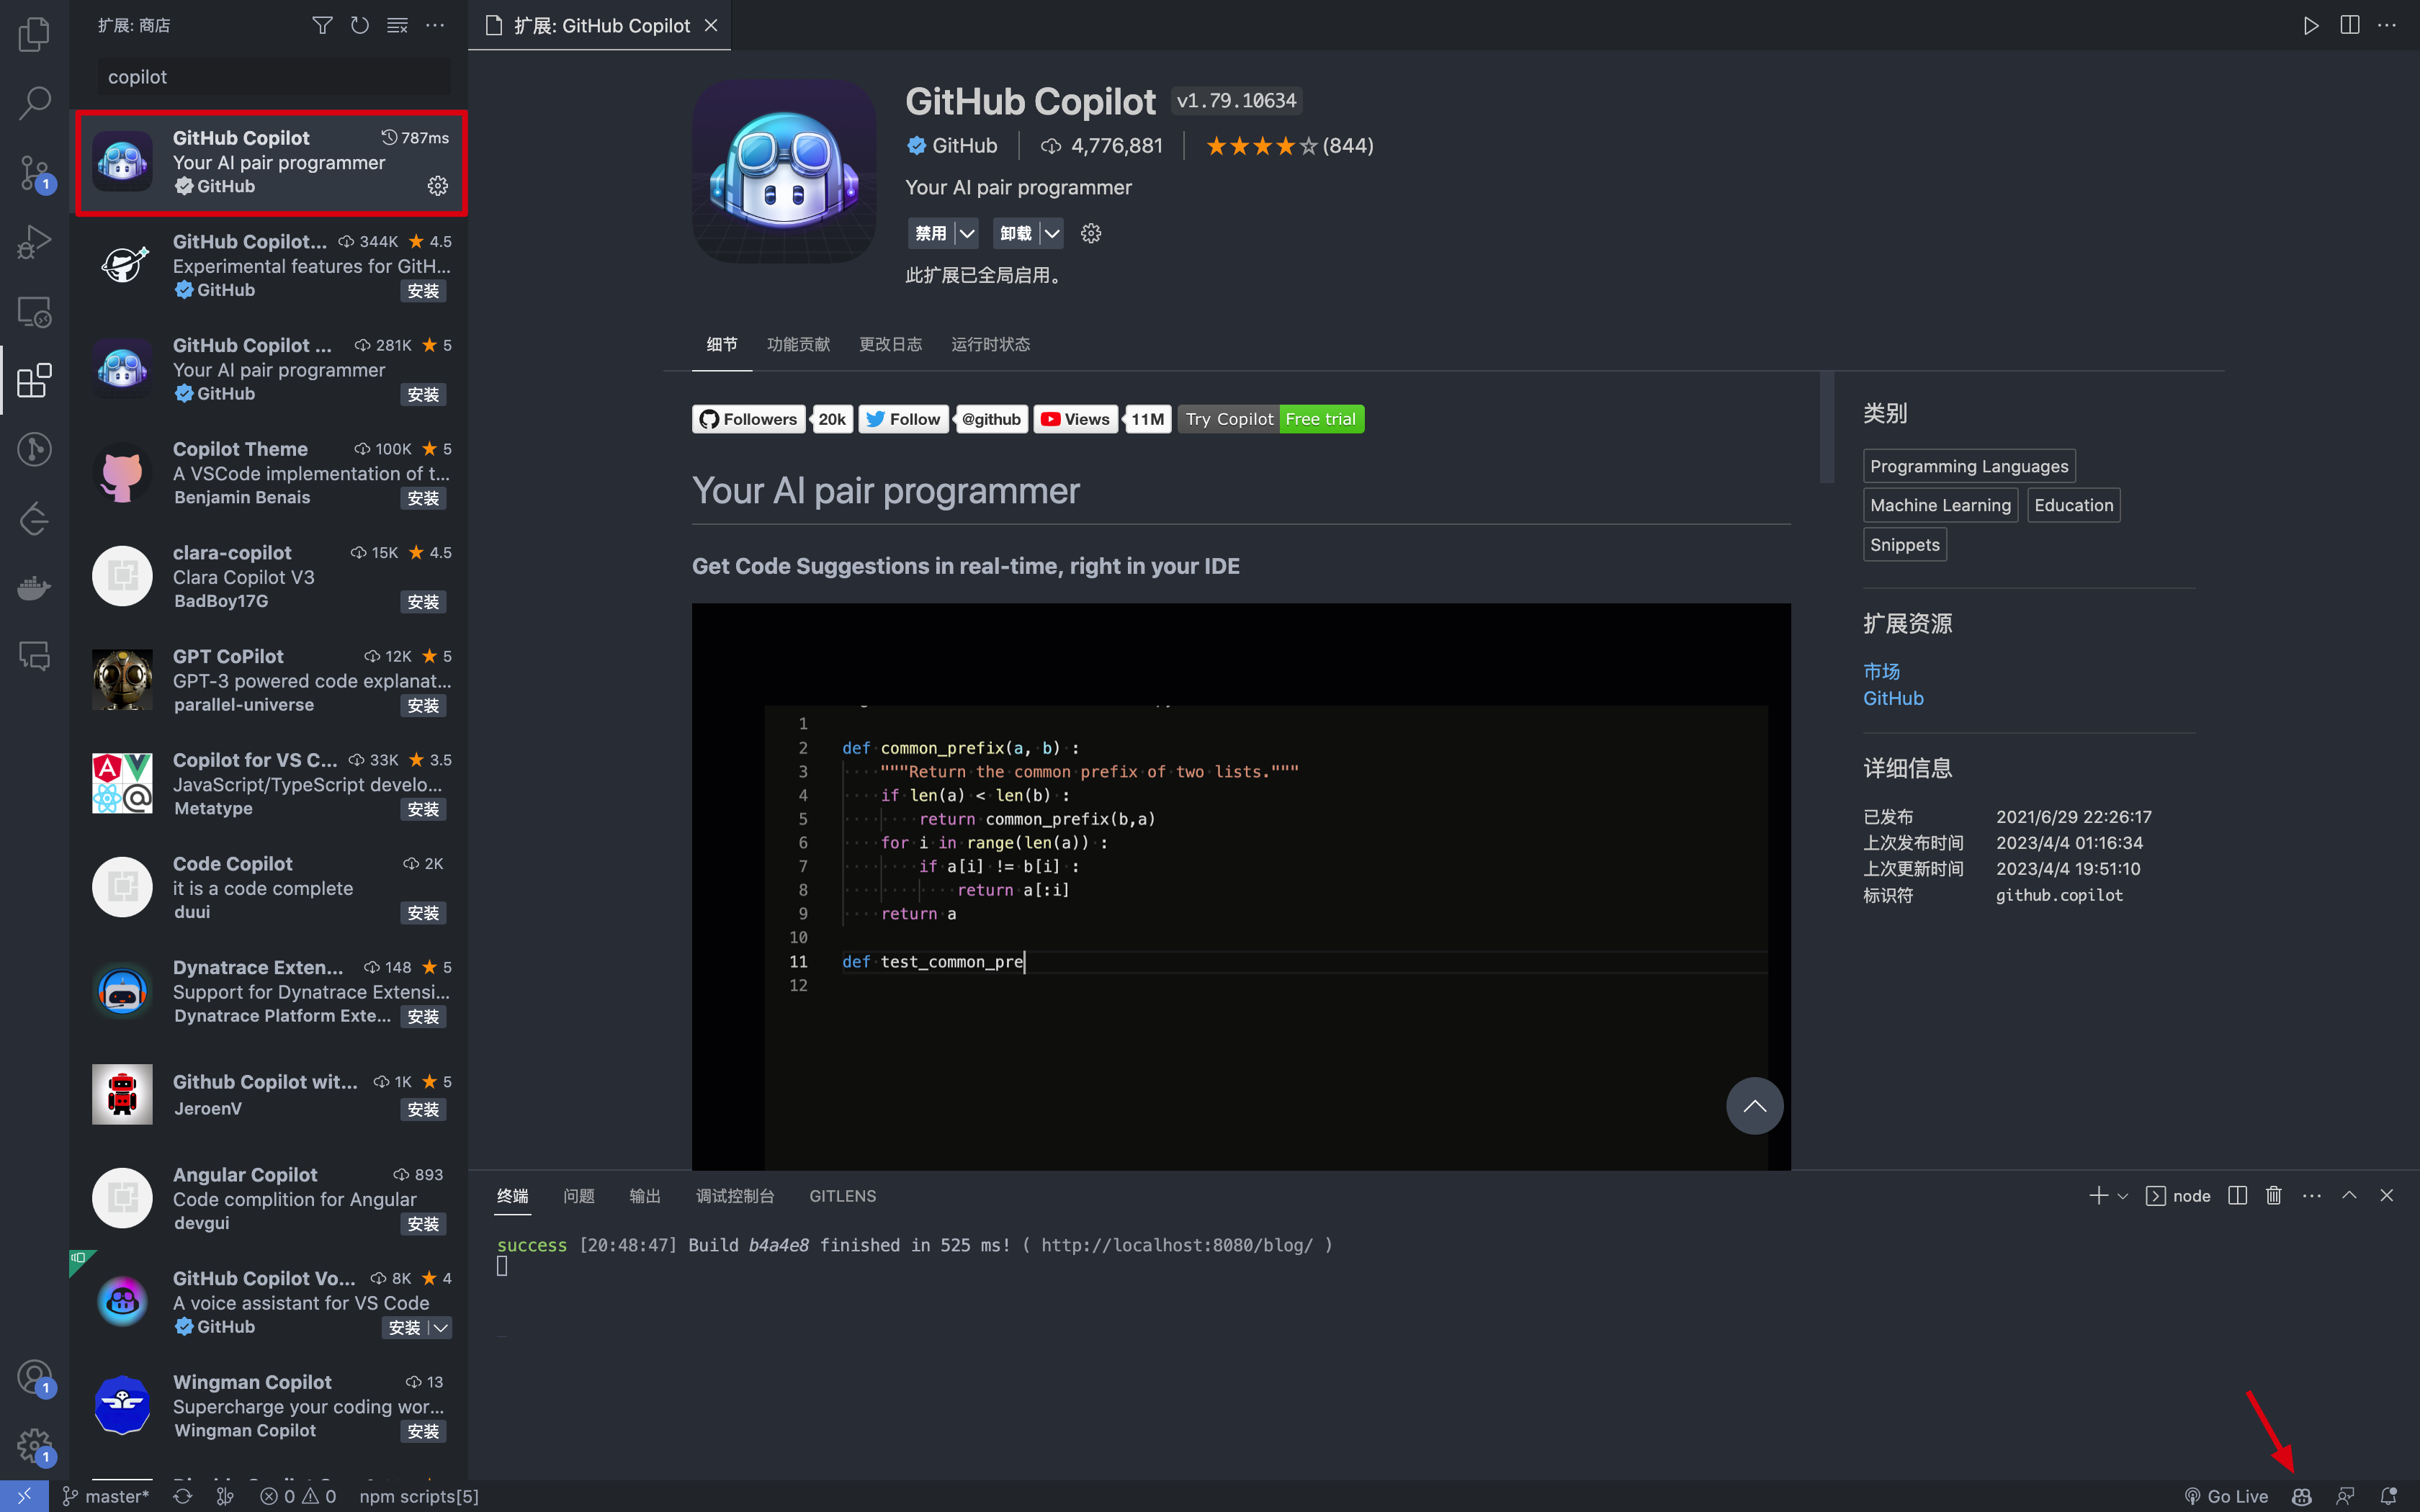 扩展: 商店
copilot
GitHub Copilot 787ms
Your AI pair programmer
GitHub
GitHub Copilot... 344K 4.5
Experimental features for GitH...
GitHub 安装
GitHub Copilot ... 281K 5
Your AI pair programmer
GitHub 安装
Copilot Theme 100K 5
A VSCode implementation of t...
Benjamin Benais 安装
clara-copilot 15K 4.5
Clara Copilot V3
BadBoy17G 安装
GPT CoPilot 12K 5
GPT-3 powered code explanat...
parallel-universe 安装
Copilot for VS C... 33K 3.5
JavaScript/TypeScript develo...
Metatype 安装
Code Copilot 2K
it is a code complete
duui 安装
Dynatrace Exten... 148 5
Support for Dynatrace Extensi...
Dynatrace Platform Exte... 安装
Github Copilot wit... 1K 5
JeroenV 安装
Angular Copilot 893
Code complition for Angular
devgui 安装
GitHub Copilot Vo... 8K 4
A voice assistant for VS Code
GitHub 安装
Wingman Copilot 13
Supercharge your coding wor...
Wingman Copilot 安装
1
1
1
扩展: GitHub Copilot
GitHub Copilot v1.79.10634
GitHub 4,776,881 (844)
Your AI pair programmer
禁用 卸载
此扩展已全局启用。
细节 功能贡献 更改日志 运行时状态
Followers 20k Follow @github Views 11M Try Copilot Free trial
Your AI pair programmer
Get Code Suggestions in real-time, right in your IDE
1
2 def common_prefix(a, b) :
3 """Return the common prefix of two lists."""
4 if len(a) < len(b) :
5 return common_prefix(b,a)
6 for i in range(len(a)) :
7 if a[i] != b[i] :
8 return a[:i]
9 return a
10
11 def test_common_pre
12
类别
Programming Languages
Machine Learning Education
Snippets
扩展资源
市场
GitHub
详细信息
已发布 2021/6/29 22:26:17
上次发布时间 2023/4/4 01:16:34
上次更新时间 2023/4/4 19:51:10
标识符 github.copilot
终端 问题 输出 调试控制台 GITLENS node
success [20:48:47] Build b4a4e8 finished in 525 ms! ( http://localhost:8080/blog/ )
master* 0 0 npm scripts[5] Go Live